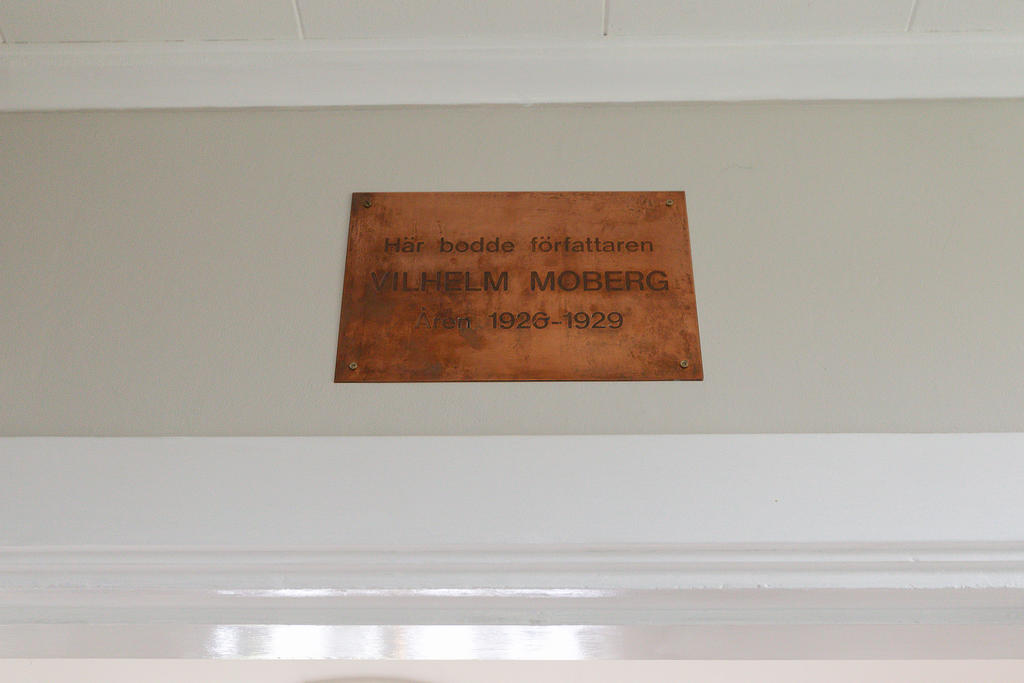 Här bodde författaren
VILHELM MOBERG
Åren 1926-1929